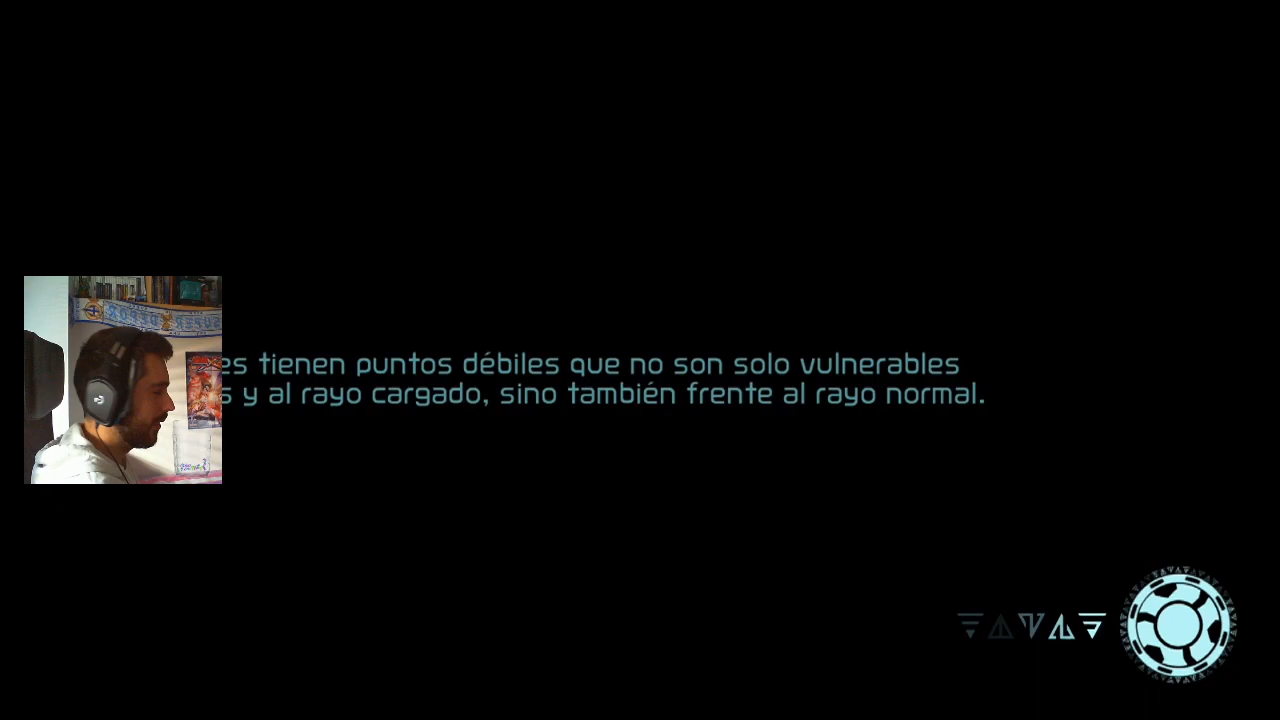 es tienen puntos débiles que no son solo vulnerables
s y al rayo cargado, sino también frente al rayo normal.